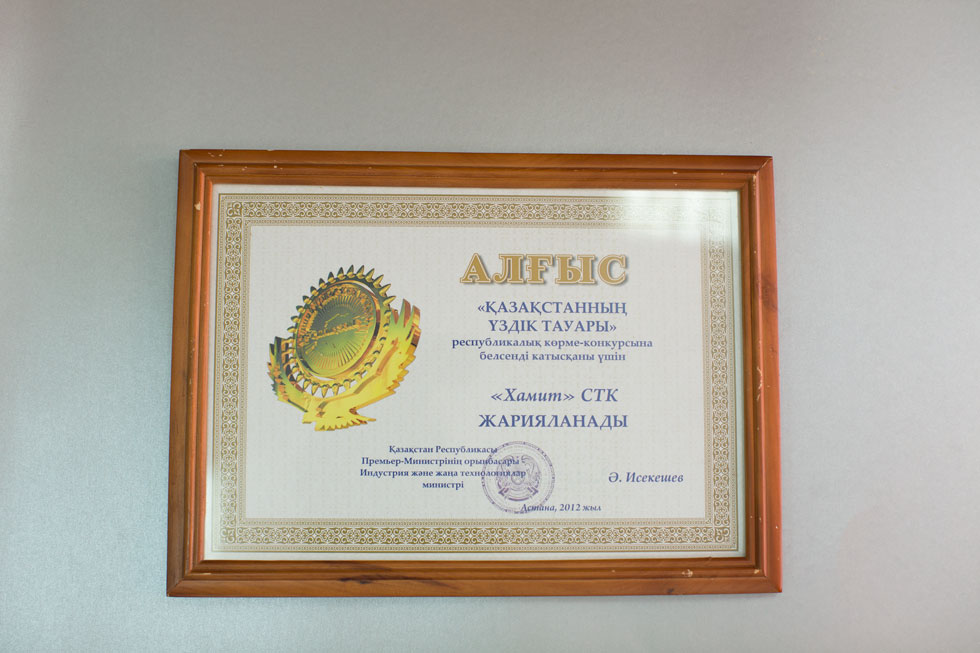 АЛҒЫС
«ҚАЗАҚСТАННЫҢ
ҮЗДІК ТАУАРЫ»
республикалық көрме-конкурсына
белсенді катысқаны үшін
«Хамит» СТК
ЖАРИЯЛАНАДЫ
Қазақстан Республикасы
Премьер-Министрінің орынбасары -
Индустрия және жаңа технологиялар
министрі
Ә. Исекешев
Астана, 2012 жыл